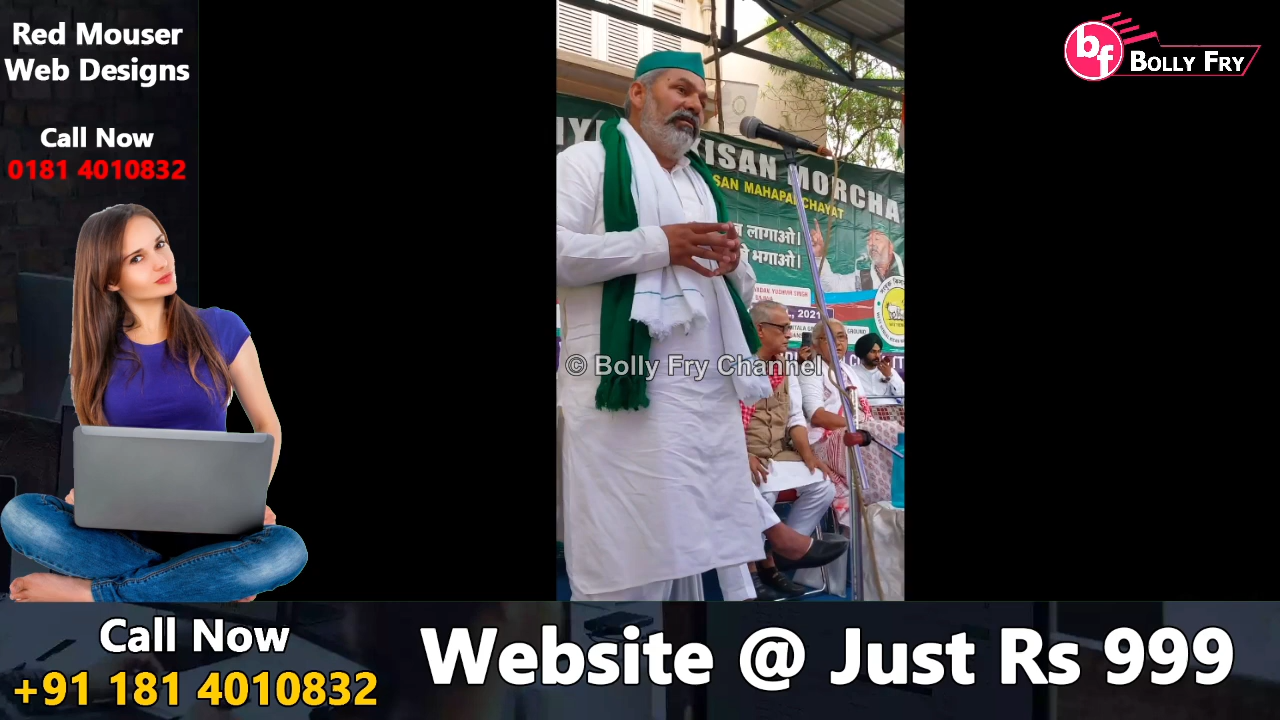 Red Mouser
Web Designs
Call Now
0181 4010832
bf BOLLY FRY
KISAN MORCHA
SAN MAHAPANCHAYAT
लागाओ।
भगाओ।
2021
© Bolly Fry Channel
Call Now
+91 181 4010832
Website @ Just Rs 999